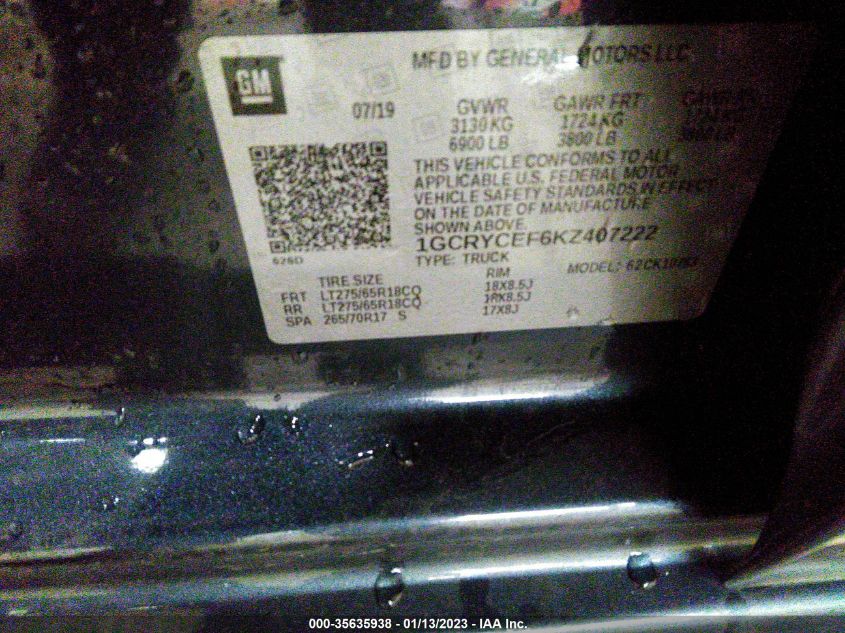 GM
MFD BY GENERAL MOTORS LLC
07/19
GVWR GAWR FRT
3130 KG 1724 KG
6900 LB 3800 LB
THIS VEHICLE CONFORMS TO ALL
APPLICABLE U.S. FEDERAL MOTOR
VEHICLE SAFETY STANDARDS IN EFFECT
ON THE DATE OF MANUFACTURE
SHOWN ABOVE.
1GCRYCEF6KZ407222
TYPE: TRUCK
MODEL:
626D
TIRE SIZE RIM
FRT LT275/65R18CQ 18X8.5J
RR LT275/65R18CQ 18X8.5J
SPA 265/70R17 S 17X8J
000-35635938 - 01/13/2023 - IAA Inc.